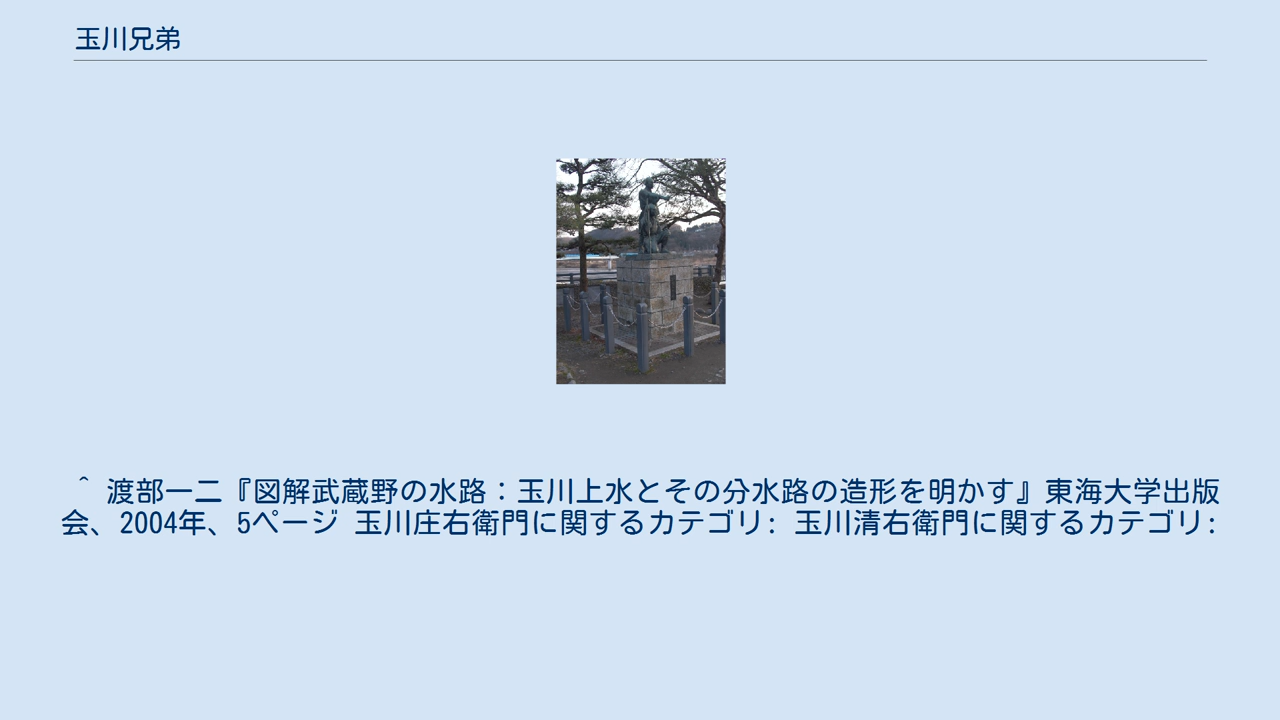 玉川兄弟
^ 渡部一二『図解武蔵野の水路：玉川上水とその分水路の造形を明かす』東海大学出版
会、2004年、5ページ 玉川庄右衛門に関するカテゴリ: 玉川清右衛門に関するカテゴリ: